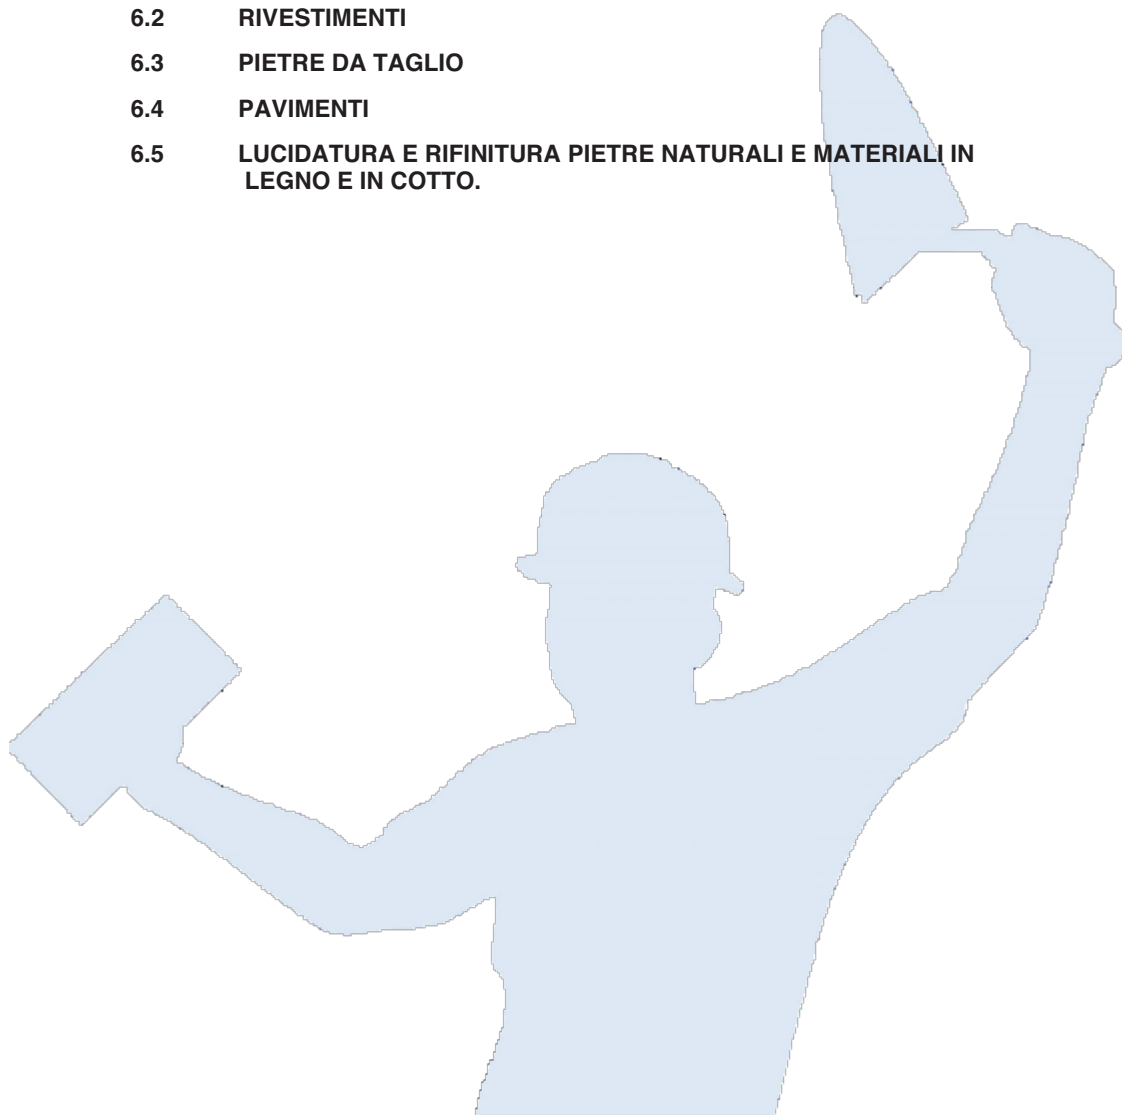 6.2 RIVESTIMENTI
6.3 PIETRE DA TAGLIO
6.4 PAVIMENTI
6.5 LUCIDATURA E RIFINITURA PIETRE NATURALI E MATERIALI IN
LEGNO E IN COTTO.